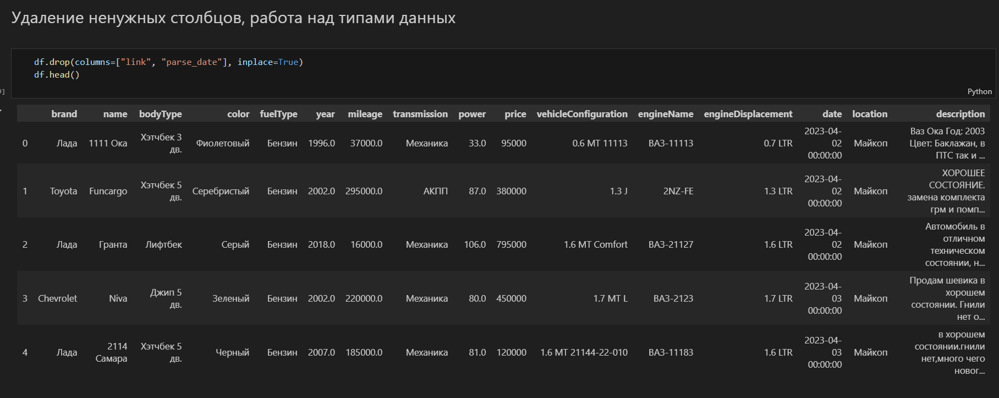 Удаление ненужных столбцов, работа над типами данных
df.drop(columns=["link", "parse_date"], inplace=True)
df.head()
9]
Python
brand name bodyType color fuelType year mileage transmission power price vehicleConfiguration engineName engineDisplacement date location description
0 Лада 1111 Ока Хэтчбек 3 дв. Фиолетовый Бензин 1996.0 37000.0 Механика 33.0 95000 0.6 MT 11113 ВАЗ-11113 0.7 LTR 2023-04-02 00:00:00 Майкоп Ваз Ока Год: 2003 Цвет: Баклажан, в ПТС так и ...
1 Toyota Funcargo Хэтчбек 5 дв. Серебристый Бензин 2002.0 295000.0 АКПП 87.0 380000 1.3 J 2NZ-FE 1.3 LTR 2023-04-02 00:00:00 Майкоп ХОРОШЕЕ СОСТОЯНИЕ. замена комплекта грм и помп...
2 Лада Гранта Лифтбек Серый Бензин 2018.0 16000.0 Механика 106.0 795000 1.6 MT Comfort ВАЗ-21127 1.6 LTR 2023-04-02 00:00:00 Майкоп Автомобиль в отличном техническом состоянии, н...
3 Chevrolet Niva Джип 5 дв. Зеленый Бензин 2002.0 220000.0 Механика 80.0 450000 1.7 MT L ВАЗ-2123 1.7 LTR 2023-04-03 00:00:00 Майкоп Продам шевика в хорошем состоянии. Гнили нет о...
4 Лада 2114 Самара Хэтчбек 5 дв. Черный Бензин 2007.0 185000.0 Механика 81.0 120000 1.6 MT 21144-22-010 ВАЗ-11183 1.6 LTR 2023-04-03 00:00:00 Майкоп в хорошем состоянии.гнили нет,много чего новог...